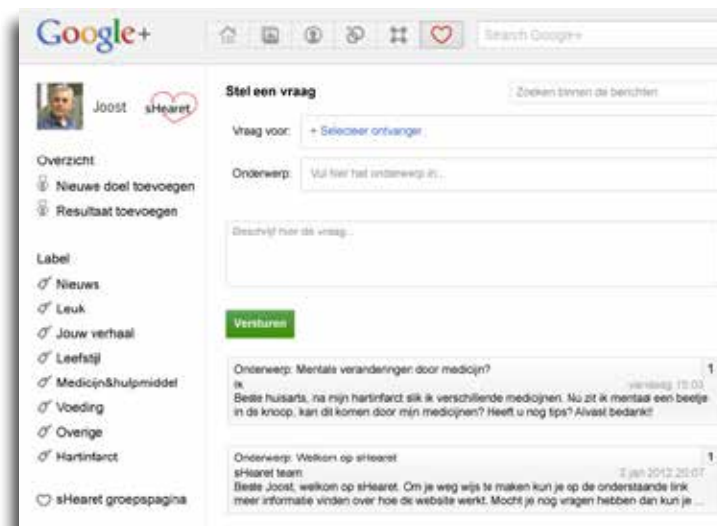 Google+
Search Google+
Joost sHearet
Overzicht
Nieuwe doel toevoegen
Resultaat toevoegen
Label
Nieuws
Leuk
Jouw verhaal
Leefstijl
Medicijn&hulpmiddel
Voeding
Overige
Hartinfarct
sHearet groepspagina
Stel een vraag
Zoeken binnen de berichten
Vraag voor: + Selecteer ontvanger
Onderwerp: Vul hier het onderwerp in..
Beschrijf hier de vraag...
Versturen
Onderwerp: Mentale veranderingen door medicijn? 1
Ik vandaag 15:03
Beste huisarts, na mijn hartinfarct slik ik verschillende medicijnen. Nu zit ik mentaal een beetje
in de knoop, kan dit komen door mijn medicijnen? Heeft u nog tips? Alvast bedankt!
Onderwerp: Welkom op sHearet 1
sHearet team 2 jan 2012 20:07
Beste Joost, welkom op sHearet. Om je weg wijs te maken kun je op de onderstaande link
meer informatie vinden over hoe de website werkt. Mocht je nog vragen hebben dan kun je ...